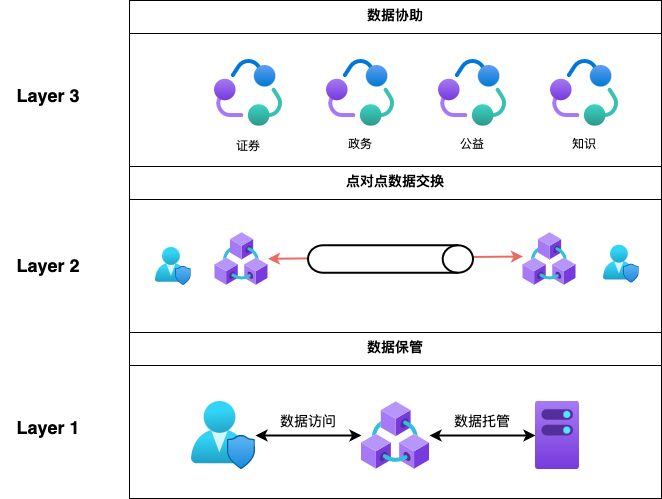 数据协助
Layer 3
证券
政务
公益
知识
点对点数据交换
Layer 2
数据保管
Layer 1
数据访问
数据托管